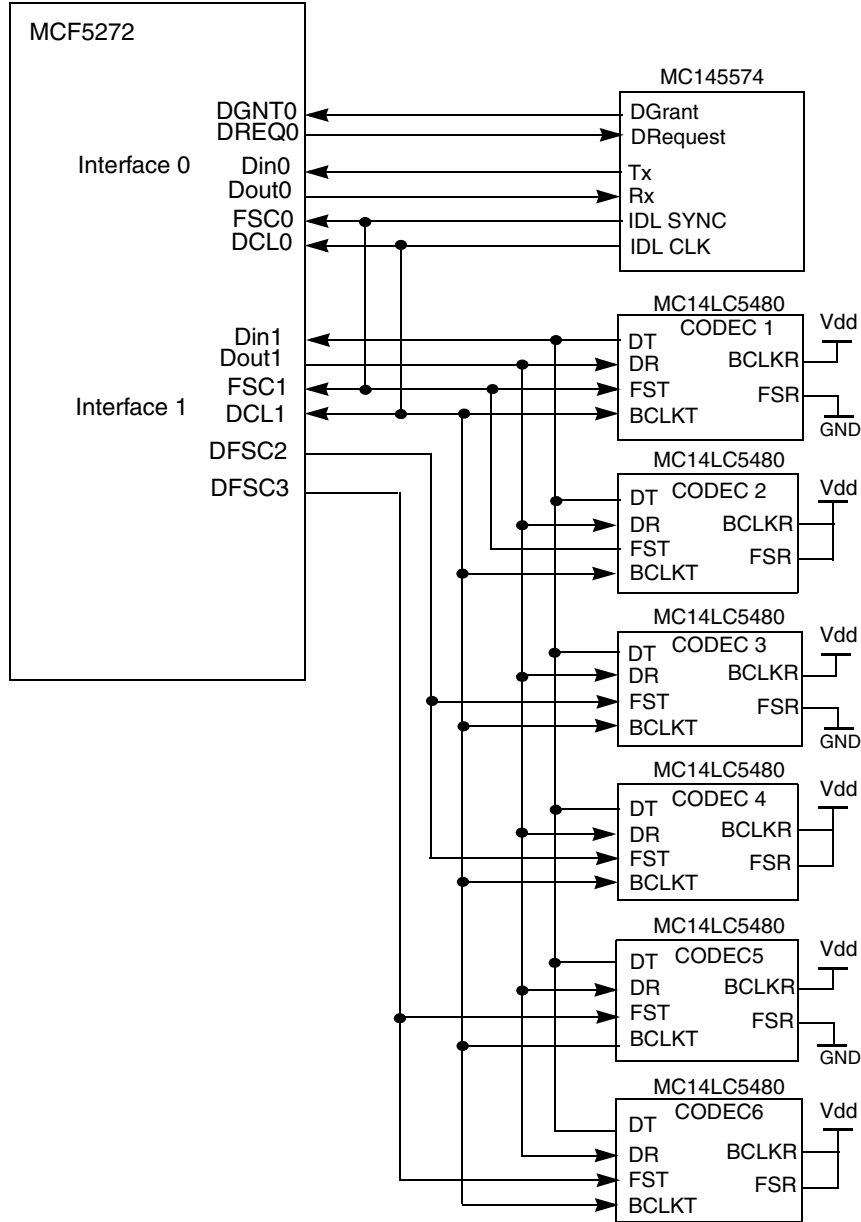 MCF5272
MC145574
DGNT0
DREQ0
Interface 0
Din0
Dout0
FSC0
DCL0
DGrant
DRequest
Tx
Rx
IDL SYNC
IDL CLK
Din1
Dout1
FSC1
Interface 1
DCL1
DFSC2
DFSC3
MC14LC5480
CODEC 1
DT
DR
FST
BCLKT
BCLKR
FSR
Vdd
GND
MC14LC5480
CODEC 2
DT
DR
FST
BCLKT
BCLKR
FSR
Vdd
MC14LC5480
CODEC 3
DT
DR
FST
BCLKT
BCLKR
FSR
Vdd
GND
MC14LC5480
CODEC 4
DT
DR
FST
BCLKT
BCLKR
FSR
Vdd
MC14LC5480
CODEC5
DT
DR
FST
BCLKT
BCLKR
FSR
Vdd
GND
MC14LC5480
CODEC6
DT
DR
FST
BCLKT
BCLKR
FSR
Vdd